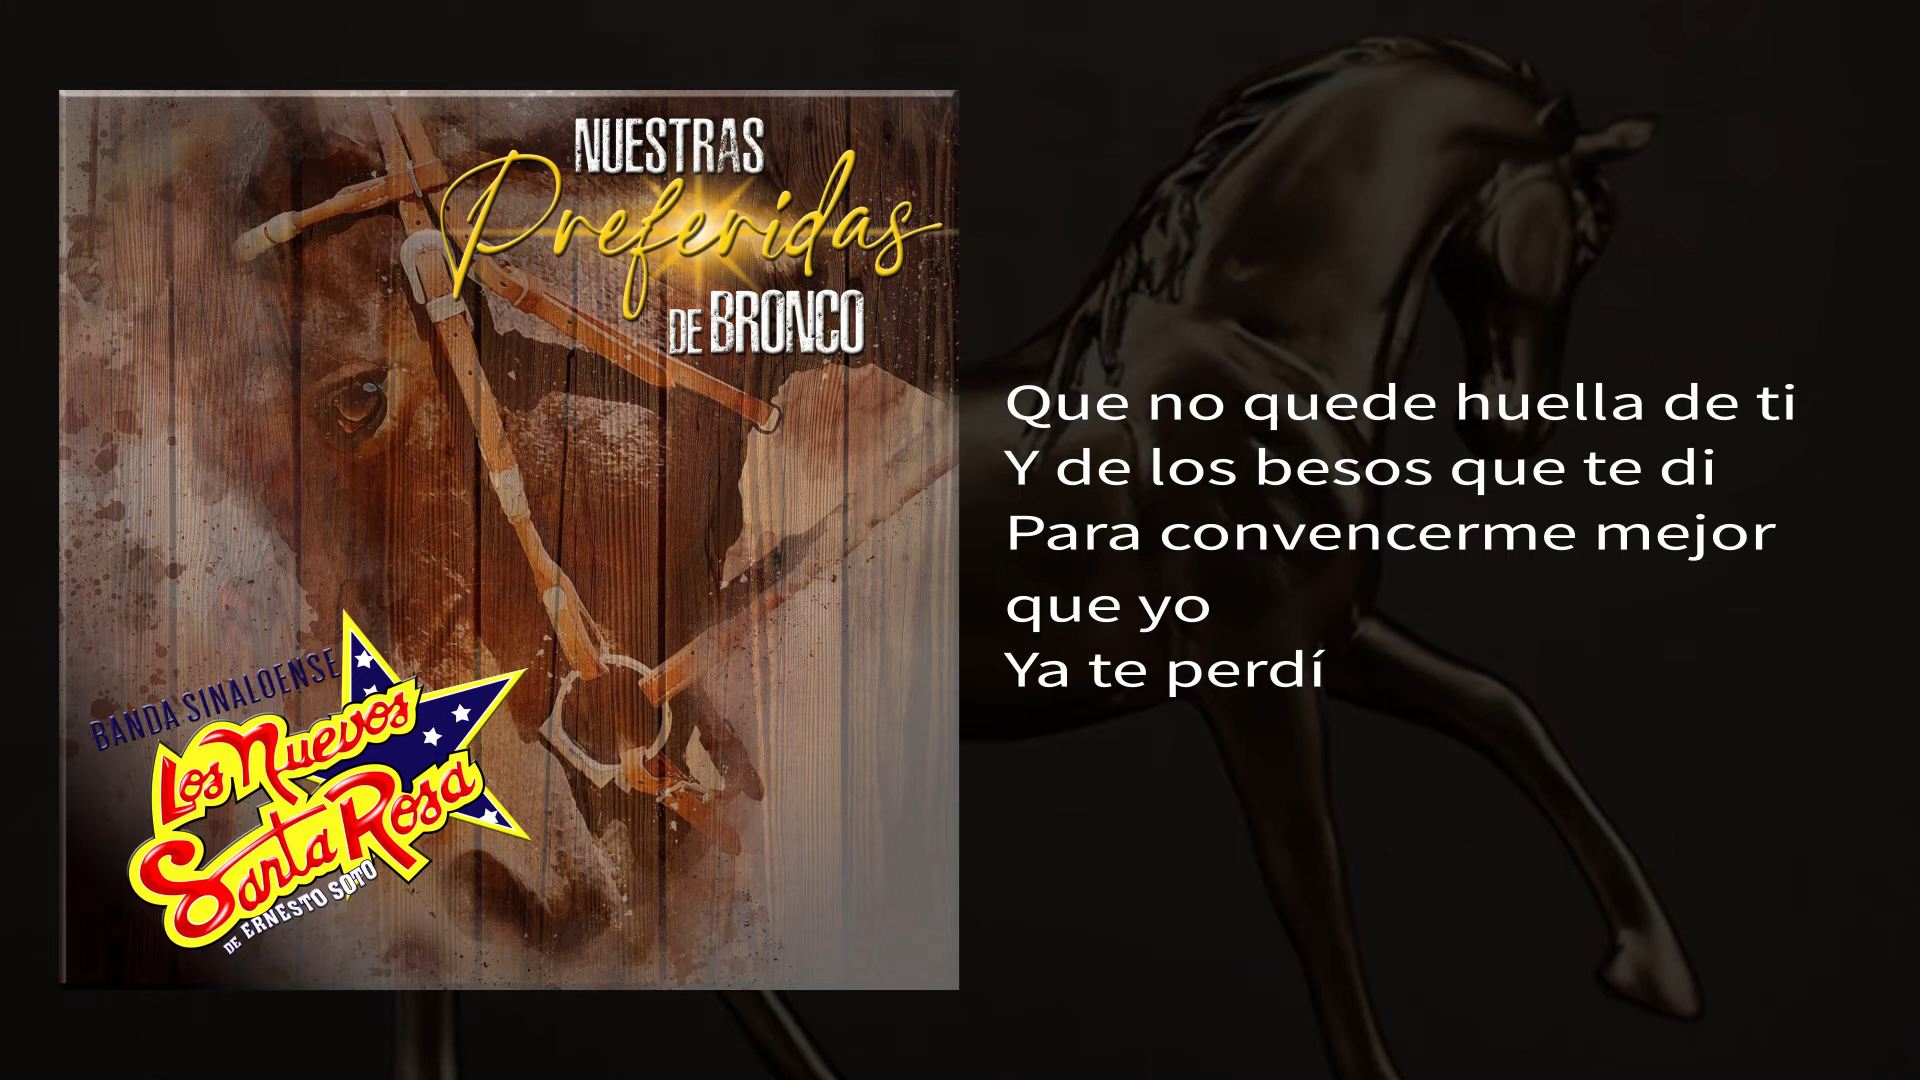 NUESTRAS
Preferidas
DE BRONCO
BANDA SINALOENSE
Los Nuevos
Santa Rosa
DE ERNESTO SOTO
Que no quede huella de ti
Y de los besos que te di
Para convencerme mejor
que yo
Ya te perdí